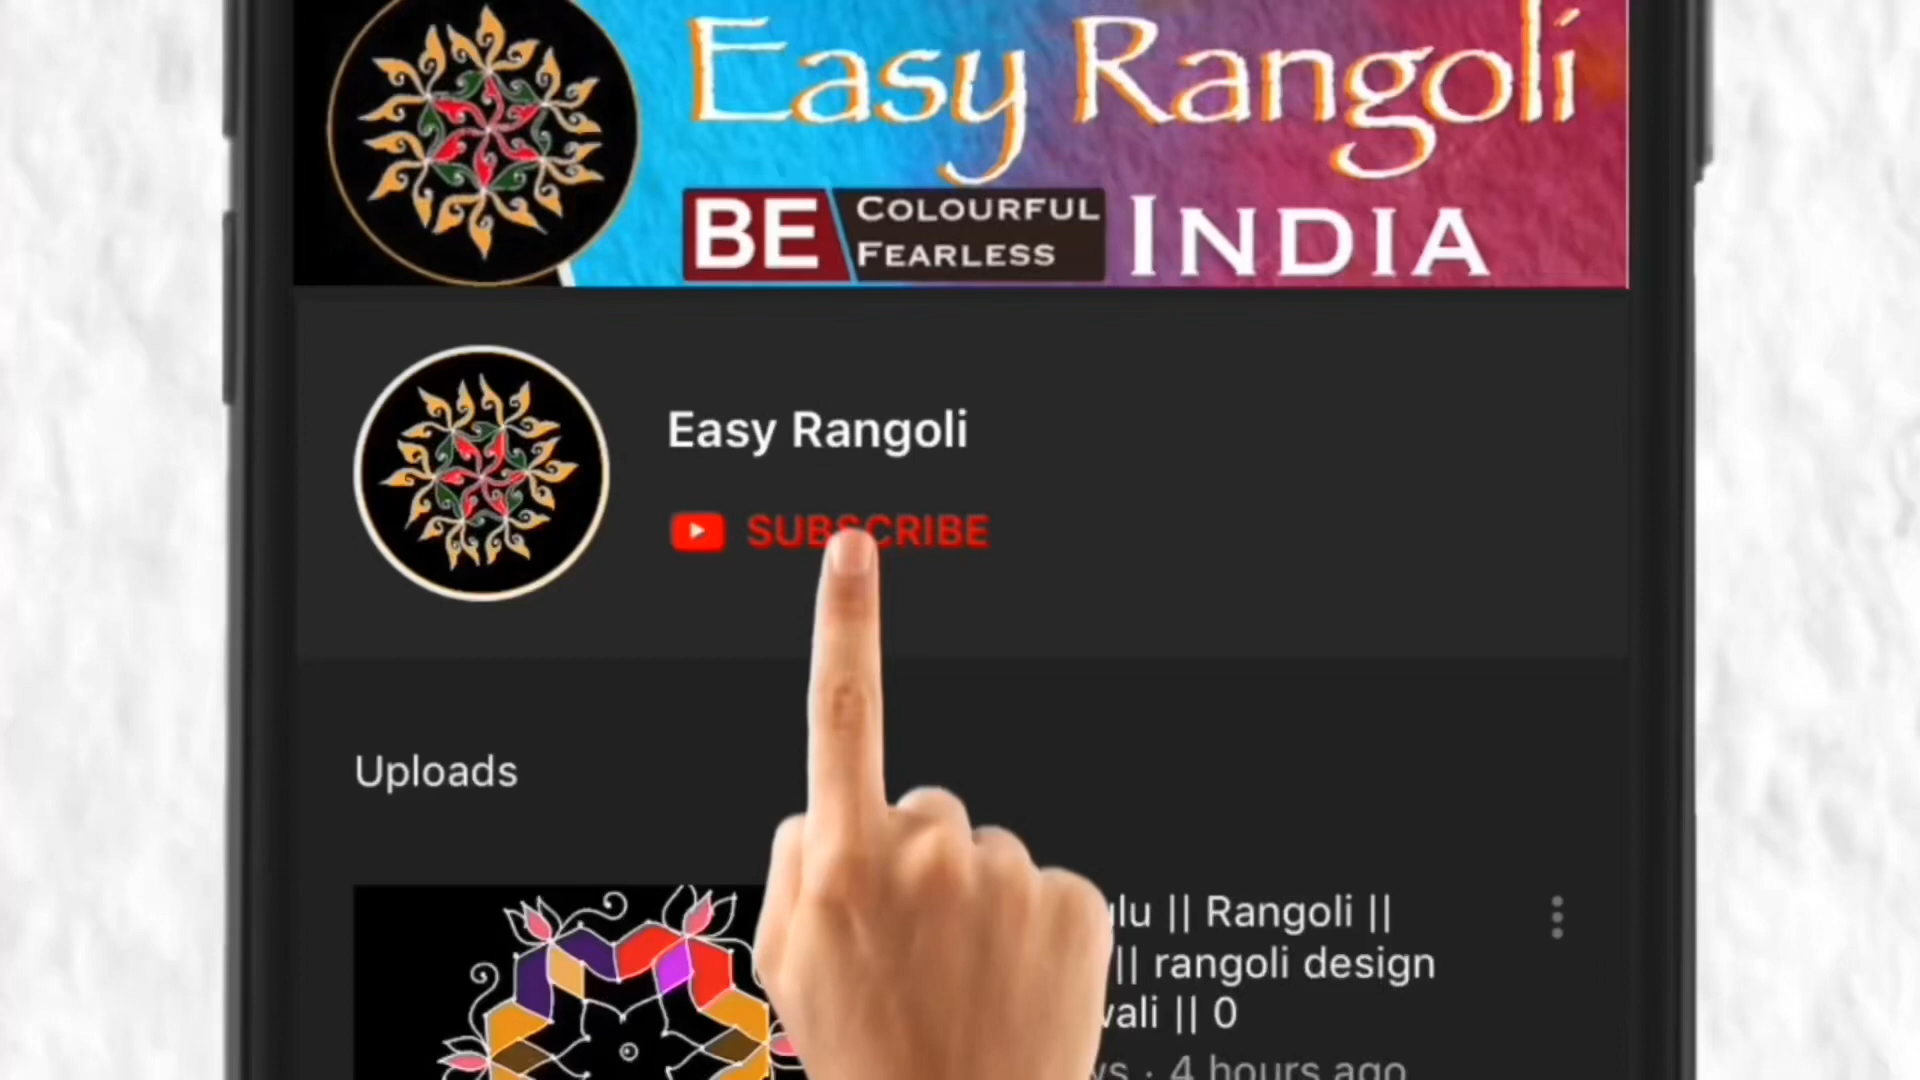 Easy Rangoli
BE COLOURFUL FEARLESS INDIA
Easy Rangoli
SUBSCRIBE
Uploads
|| Rangoli ||
|| rangoli design
|| 0
4 hours ago